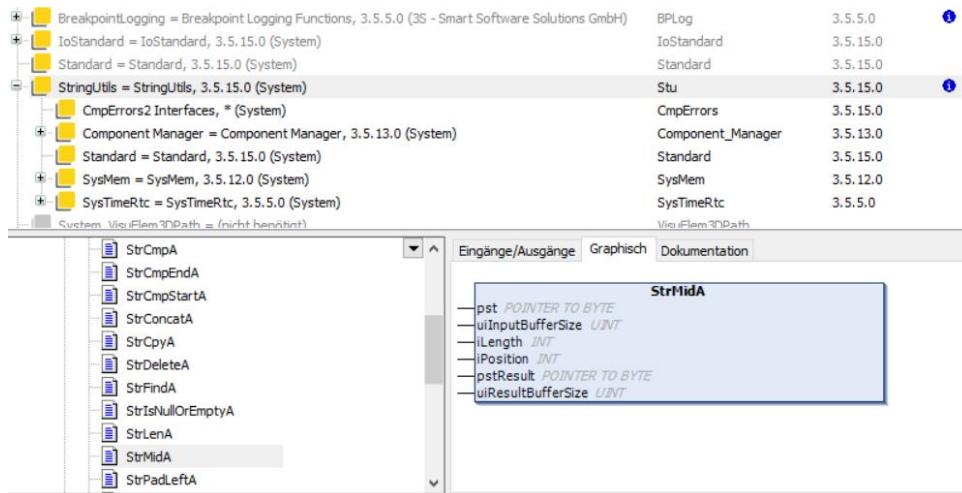 BreakpointLogging = Breakpoint Logging Functions, 3.5.5.0 (3S - Smart Software Solutions GmbH) BPLog 3.5.5.0
IoStandard = IoStandard, 3.5.15.0 (System) IoStandard 3.5.15.0
Standard = Standard, 3.5.15.0 (System) Standard 3.5.15.0
StringUtils = StringUtils, 3.5.15.0 (System) Stu 3.5.15.0
CmpErrors2 Interfaces, * (System) CmpErrors 3.5.15.0
Component Manager = Component Manager, 3.5.13.0 (System) Component_Manager 3.5.13.0
Standard = Standard, 3.5.15.0 (System) Standard 3.5.15.0
SysMem = SysMem, 3.5.12.0 (System) SysMem 3.5.12.0
SysTimeRtc = SysTimeRtc, 3.5.5.0 (System) SysTimeRtc 3.5.5.0
System_VisuElem3DPath = (nicht benötigt) VisuElem3DPath
StrCmpA
StrCmpEndA
StrCmpStartA
StrConcatA
StrCpyA
StrDeleteA
StrFindA
StrIsNullOrEmptyA
StrLenA
StrMidA
StrPadLeftA
Eingänge/Ausgänge Graphisch Dokumentation
StrMidA
pst POINTER TO BYTE
uiInputBufferSize UINT
iLength INT
iPosition INT
pstResult POINTER TO BYTE
uiResultBufferSize UINT